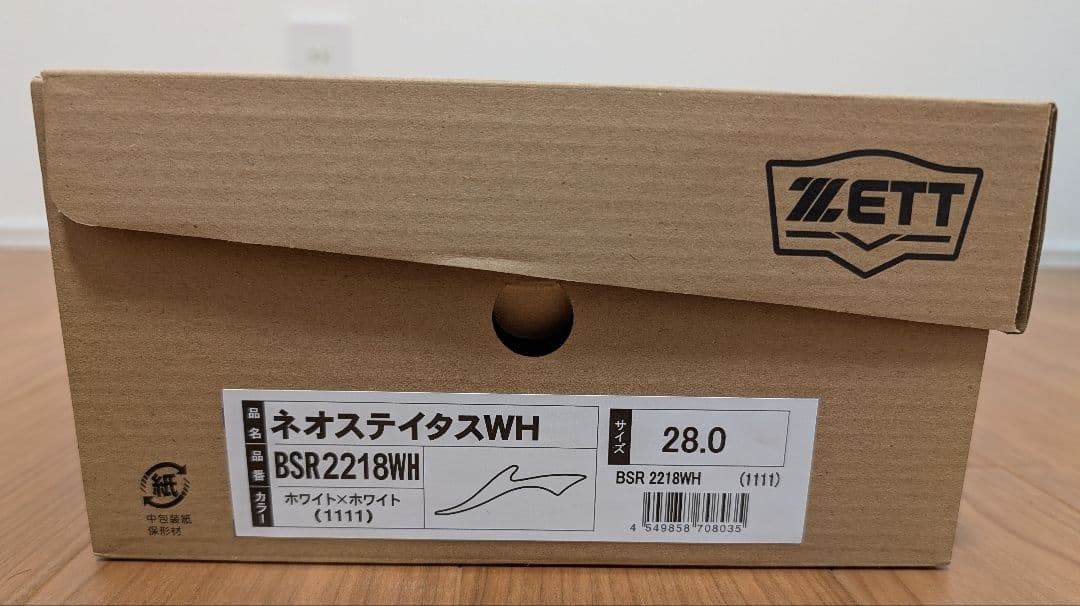 ZETT
品名
ネオステイタスWH
品番
BSR2218WH
カラー
ホワイト×ホワイト
(1111)
サイズ
28.0
BSR 2218WH (1111)
4 549858 708035
紙
中包装紙
保形材